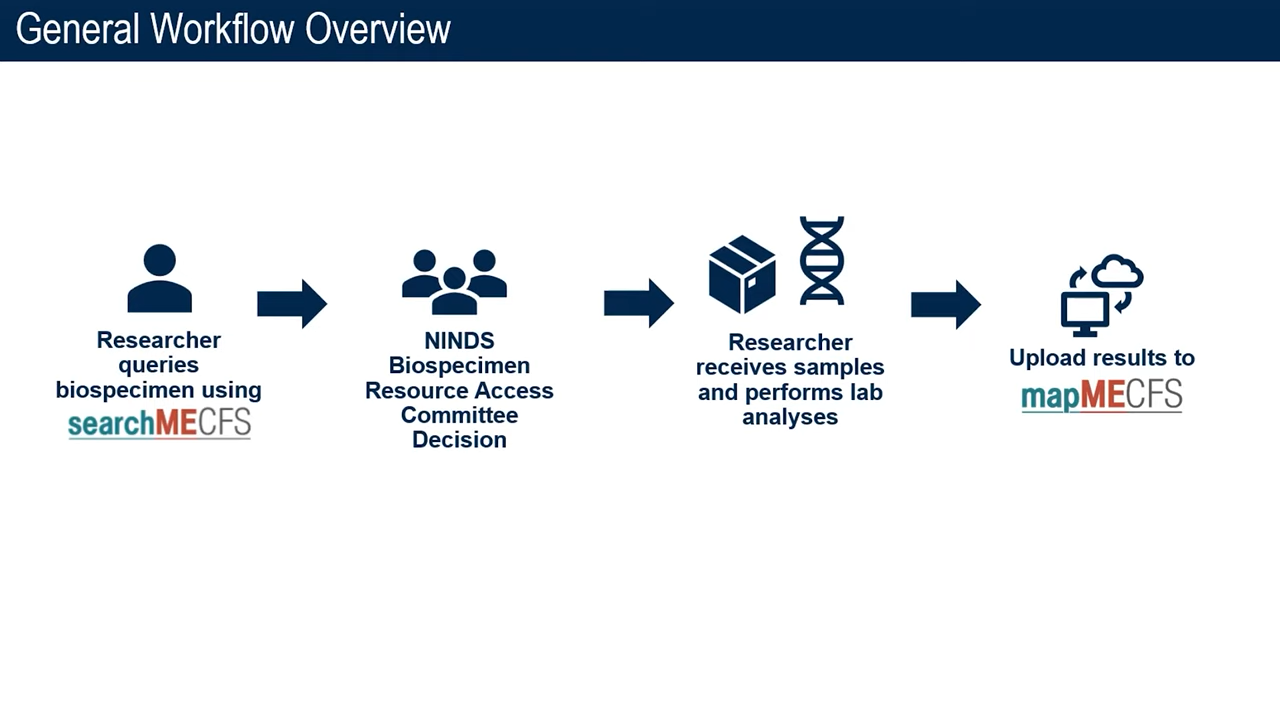 General Workflow Overview
Researcher
queries
biospecimen using
searchMECFS
NINDS
Biospecimen
Resource Access
Committee
Decision
Researcher
receives samples
and performs lab
analyses
Upload results to
mapMECFS